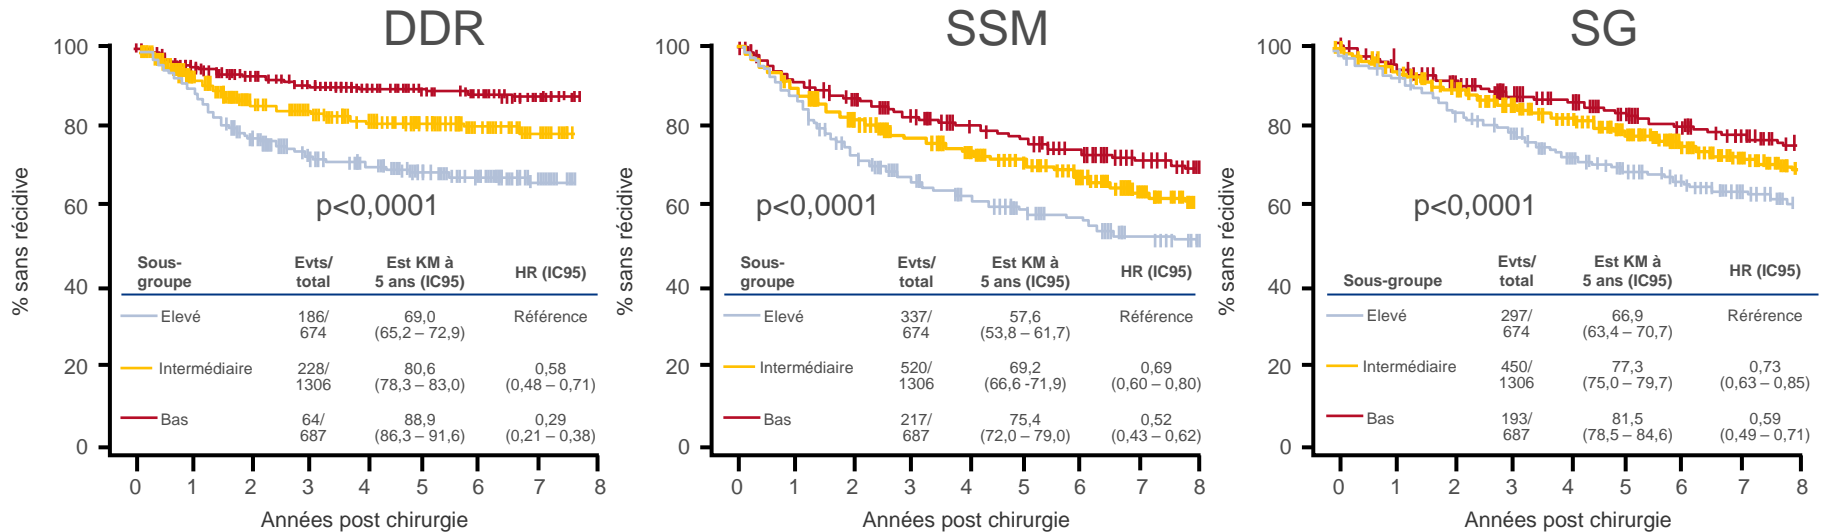 DDR
100
80
60
40
20
0
% sans récidive
p<0,0001
Sous-
groupe
Evts/
total
Est KM à
5 ans (IC95)
HR (IC95)
Elevé
186/
674
69,0
(65,2 – 72,9)
Référence
Intermédiaire
228/
1306
80,6
(78,3 – 83,0)
0,58
(0,48 – 0,71)
Bas
64/
687
88,9
(86,3 – 91,6)
0,29
(0,21 – 0,38)
0 1 2 3 4 5 6 7 8
Années post chirurgie
SSM
100
80
60
40
20
0
% sans récidive
p<0,0001
Sous-
groupe
Evts/
total
Est KM à
5 ans (IC95)
HR (IC95)
Elevé
337/
674
57,6
(53,8 – 61,7)
Référence
Intermédiaire
520/
1306
69,2
(66,6 -71,9)
0,69
(0,60 – 0,80)
Bas
217/
687
75,4
(72,0 – 79,0)
0,52
(0,43 – 0,62)
0 1 2 3 4 5 6 7 8
Années post chirurgie
SG
100
80
60
40
20
0
% sans récidive
p<0,0001
Sous-groupe
Evts/
total
Est KM à
5 ans (IC95)
HR (IC95)
Elevé
297/
674
66,9
(63,4 – 70,7)
Rérérence
Intermédiaire
450/
1306
77,3
(75,0 – 79,7)
0,73
(0,63 – 0,85)
Bas
193/
687
81,5
(78,5 – 84,6)
0,59
(0,49 – 0,71)
0 1 2 3 4 5 6 7 8
Années post chirurgie